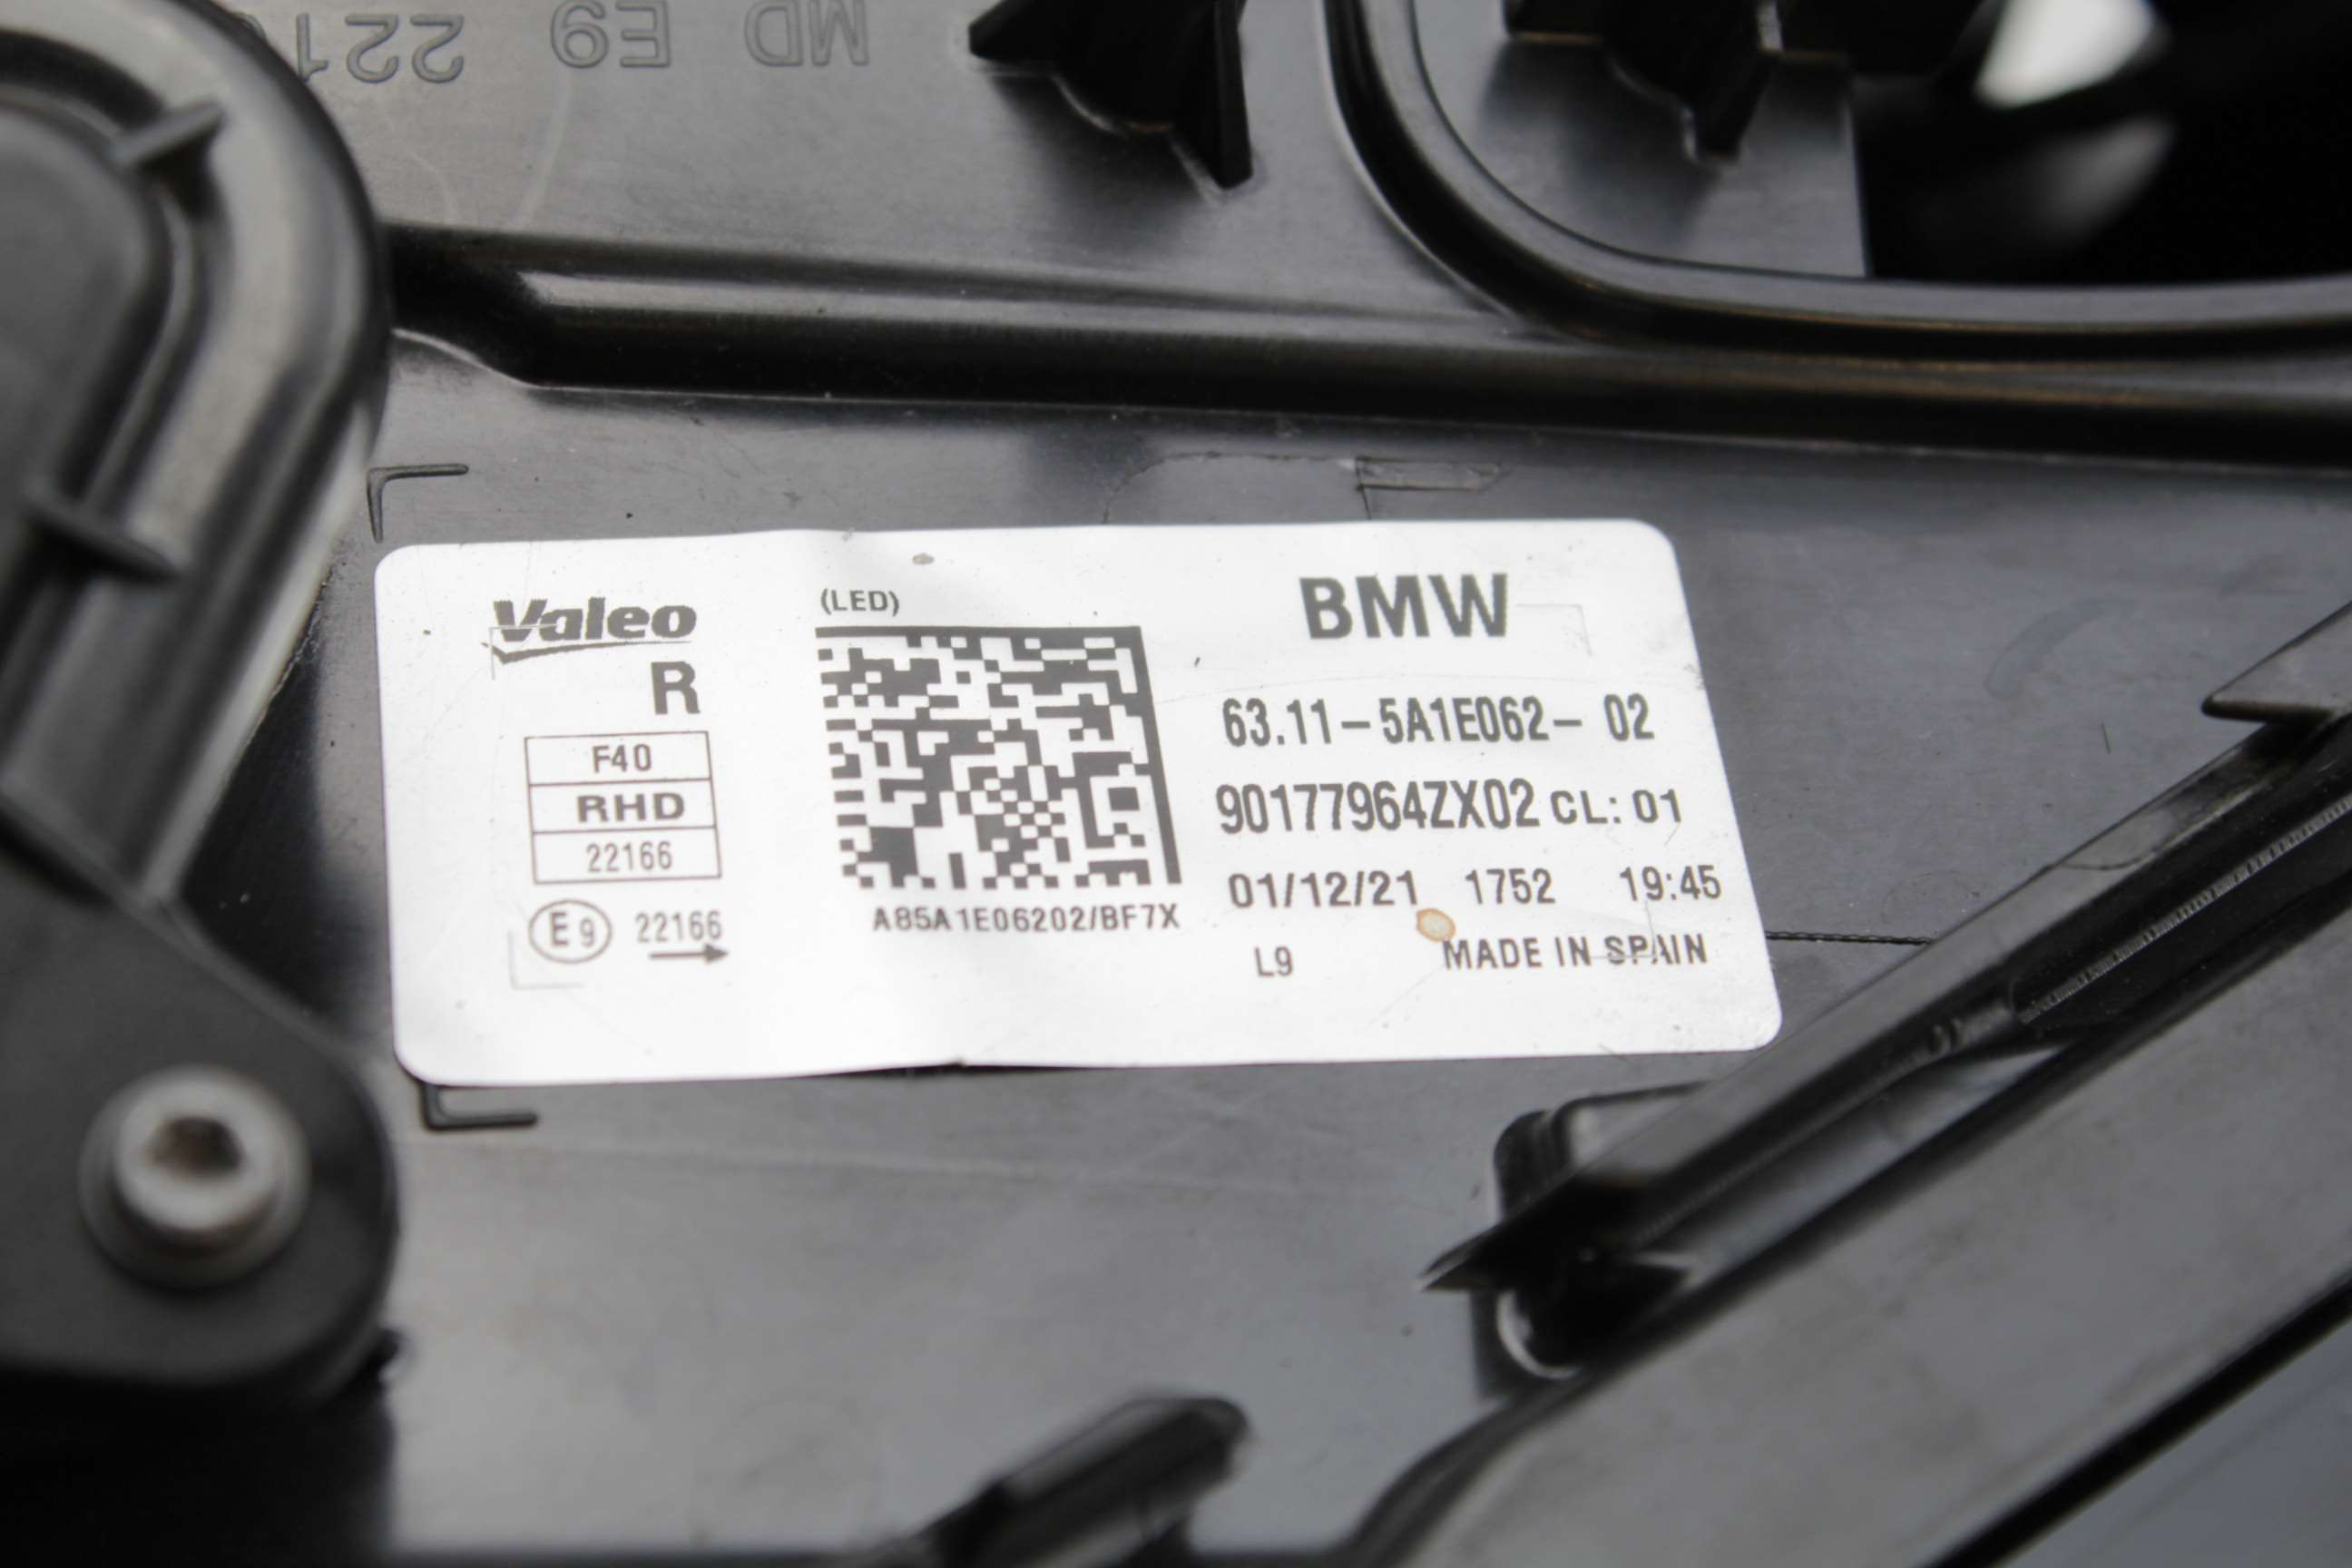 MD E9 221
Valeo
R
F40
RHD
22166
E9 22166
(LED)
A85A1E06202/BF7X
BMW
63.11-5A1E062- 02
90177964ZX02 CL: 01
01/12/21 1752 19:45
L9 MADE IN SPAIN